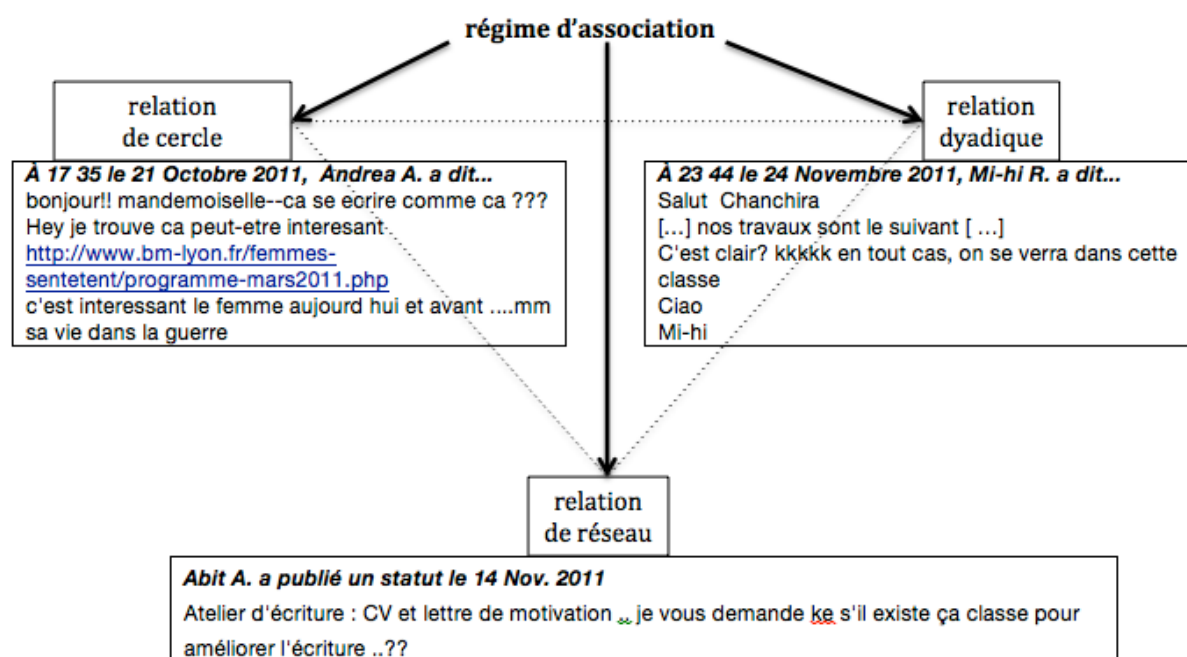 régime d'association
relation
de cercle
relation
dyadique
À 17 35 le 21 Octobre 2011, Andrea A. a dit...
bonjour!! mandemoiselle--ca se ecrire comme ca ???
Hey je trouve ca peut-etre interesant
http://www.bm-lyon.fr/femmes-
sentetent/programme-mars2011.php
c'est interessant le femme aujourd hui et avant ....mm
sa vie dans la guerre
À 23 44 le 24 Novembre 2011, Mi-hi R. a dit...
Salut Chanchira
[...] nos travaux sont le suivant [ ...]
C'est clair? kkkkk en tout cas, on se verra dans cette
classe
Ciao
Mi-hi
relation
de réseau
Abit A. a publié un statut le 14 Nov. 2011
Atelier d'écriture : CV et lettre de motivation .. je vous demande ke s'il existe ça classe pour
améliorer l'écriture ..??